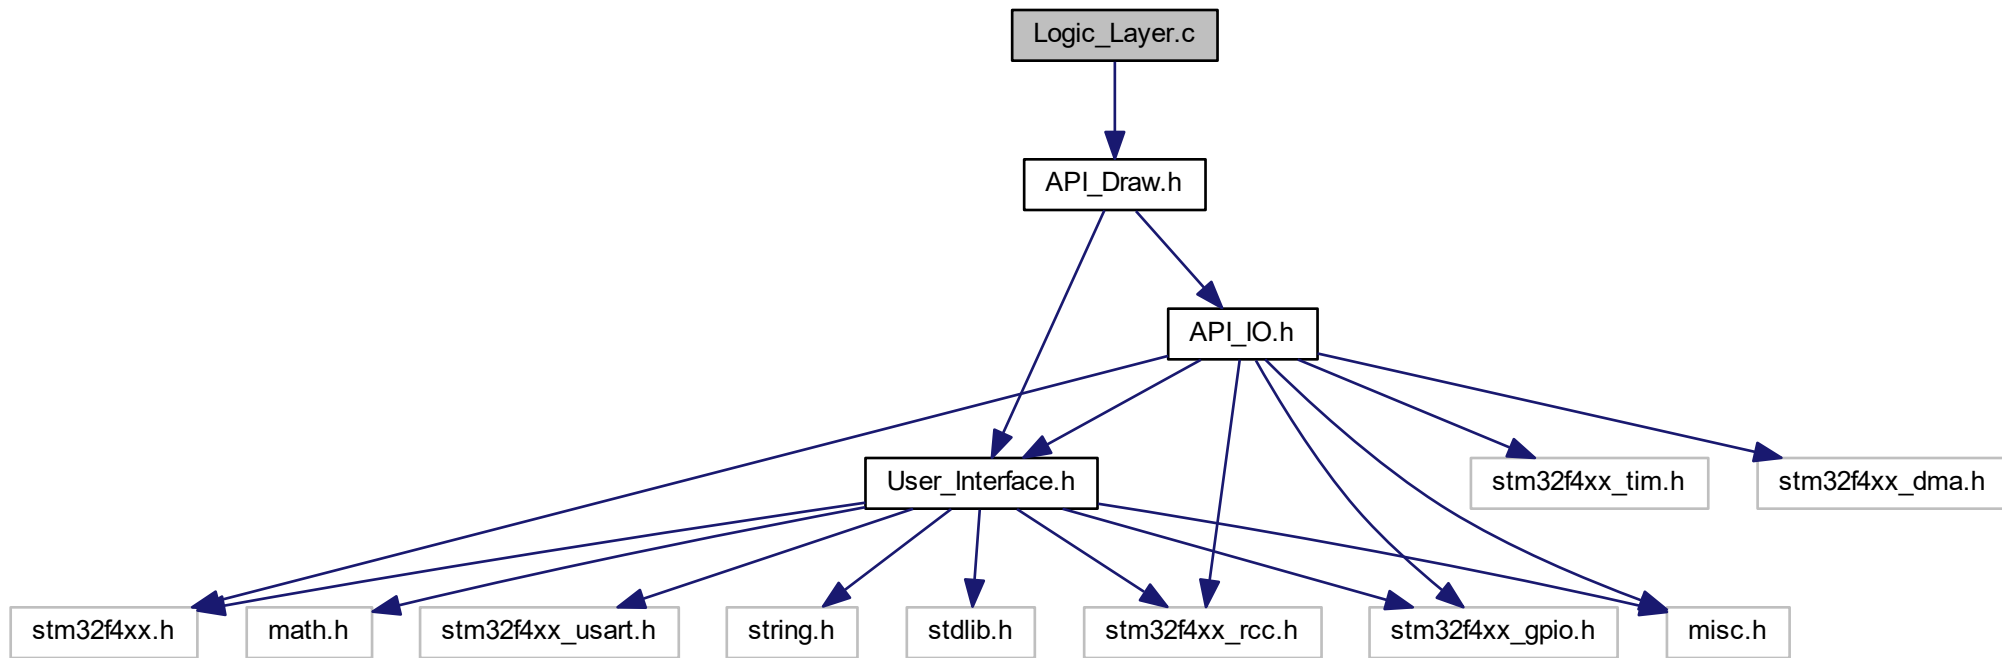 Logic_Layer.c
API_Draw.h
API_IO.h
User_Interface.h
stm32f4xx_tim.h
stm32f4xx_dma.h
stm32f4xx.h
math.h
stm32f4xx_usart.h
string.h
stdlib.h
stm32f4xx_rcc.h
stm32f4xx_gpio.h
misc.h